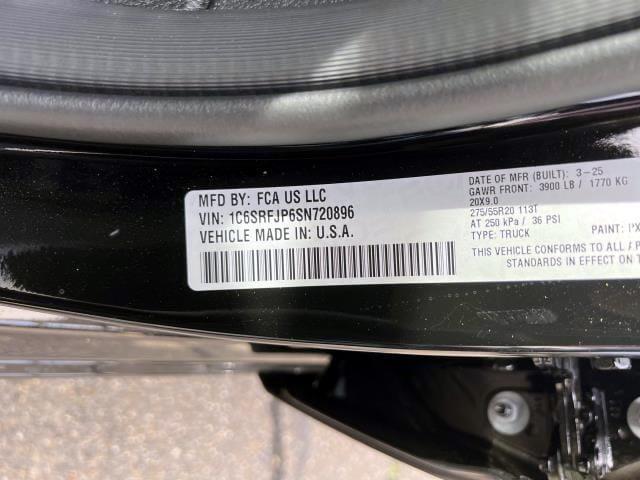 MFD BY: FCA US LLC
VIN: 1C6SRFJP6SN720896
VEHICLE MADE IN: U.S.A.
DATE OF MFR (BUILT): 3-25
GAWR FRONT: 3900 LB / 1770 KG
20X9.0
275/55R20 113T
AT 250 kPa / 36 PSI
TYPE: TRUCK
PAINT:
THIS VEHICLE CONFORMS TO ALL
STANDARDS IN EFFECT ON